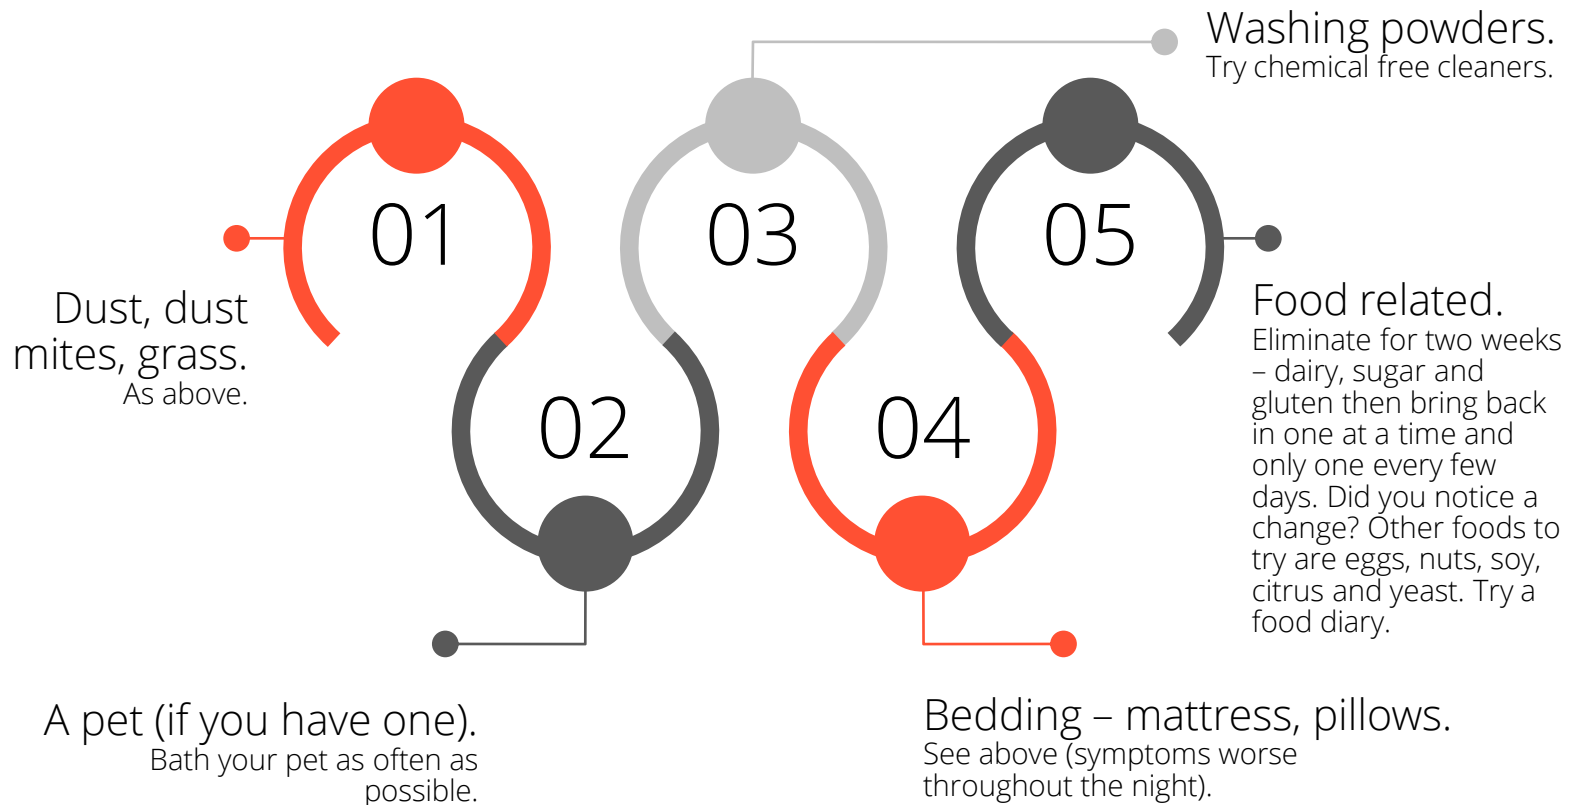 01
Dust, dust
mites, grass.
As above.
02
A pet (if you have one).
Bath your pet as often as
possible.
03
Washing powders.
Try chemical free cleaners.
04
Bedding – mattress, pillows.
See above (symptoms worse
throughout the night).
05
Food related.
Eliminate for two weeks
– dairy, sugar and
gluten then bring back
in one at a time and
only one every few
days. Did you notice a
change? Other foods to
try are eggs, nuts, soy,
citrus and yeast. Try a
food diary.